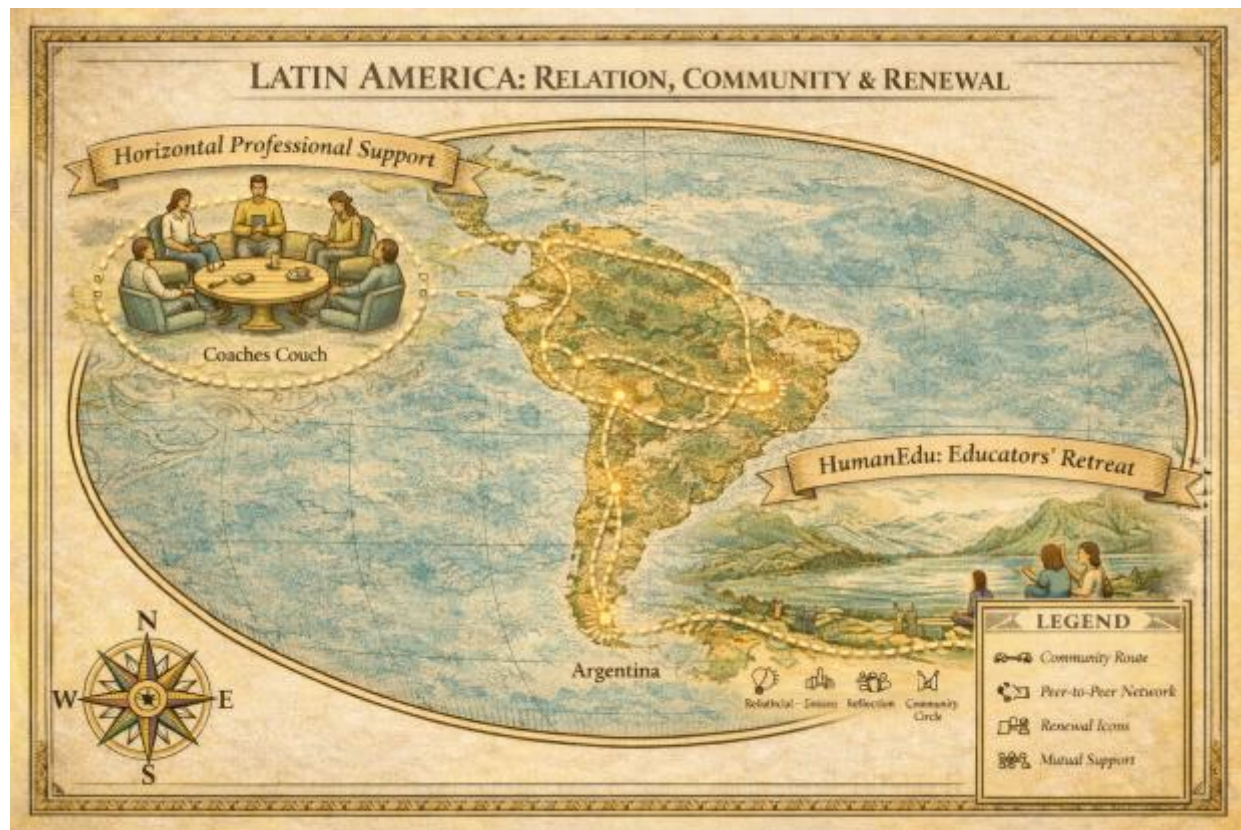 LATIN AMERICA: RELATION, COMMUNITY & RENEWAL
Horizontal Professional Support
Coaches Couch
HumanEdu: Educators' Retreat
Argentina
Reflection
Community
Circle
N
W
E
S
LEGEND
Community Route
Peer-to-Peer Network
Renewal Icons
Mutual Support